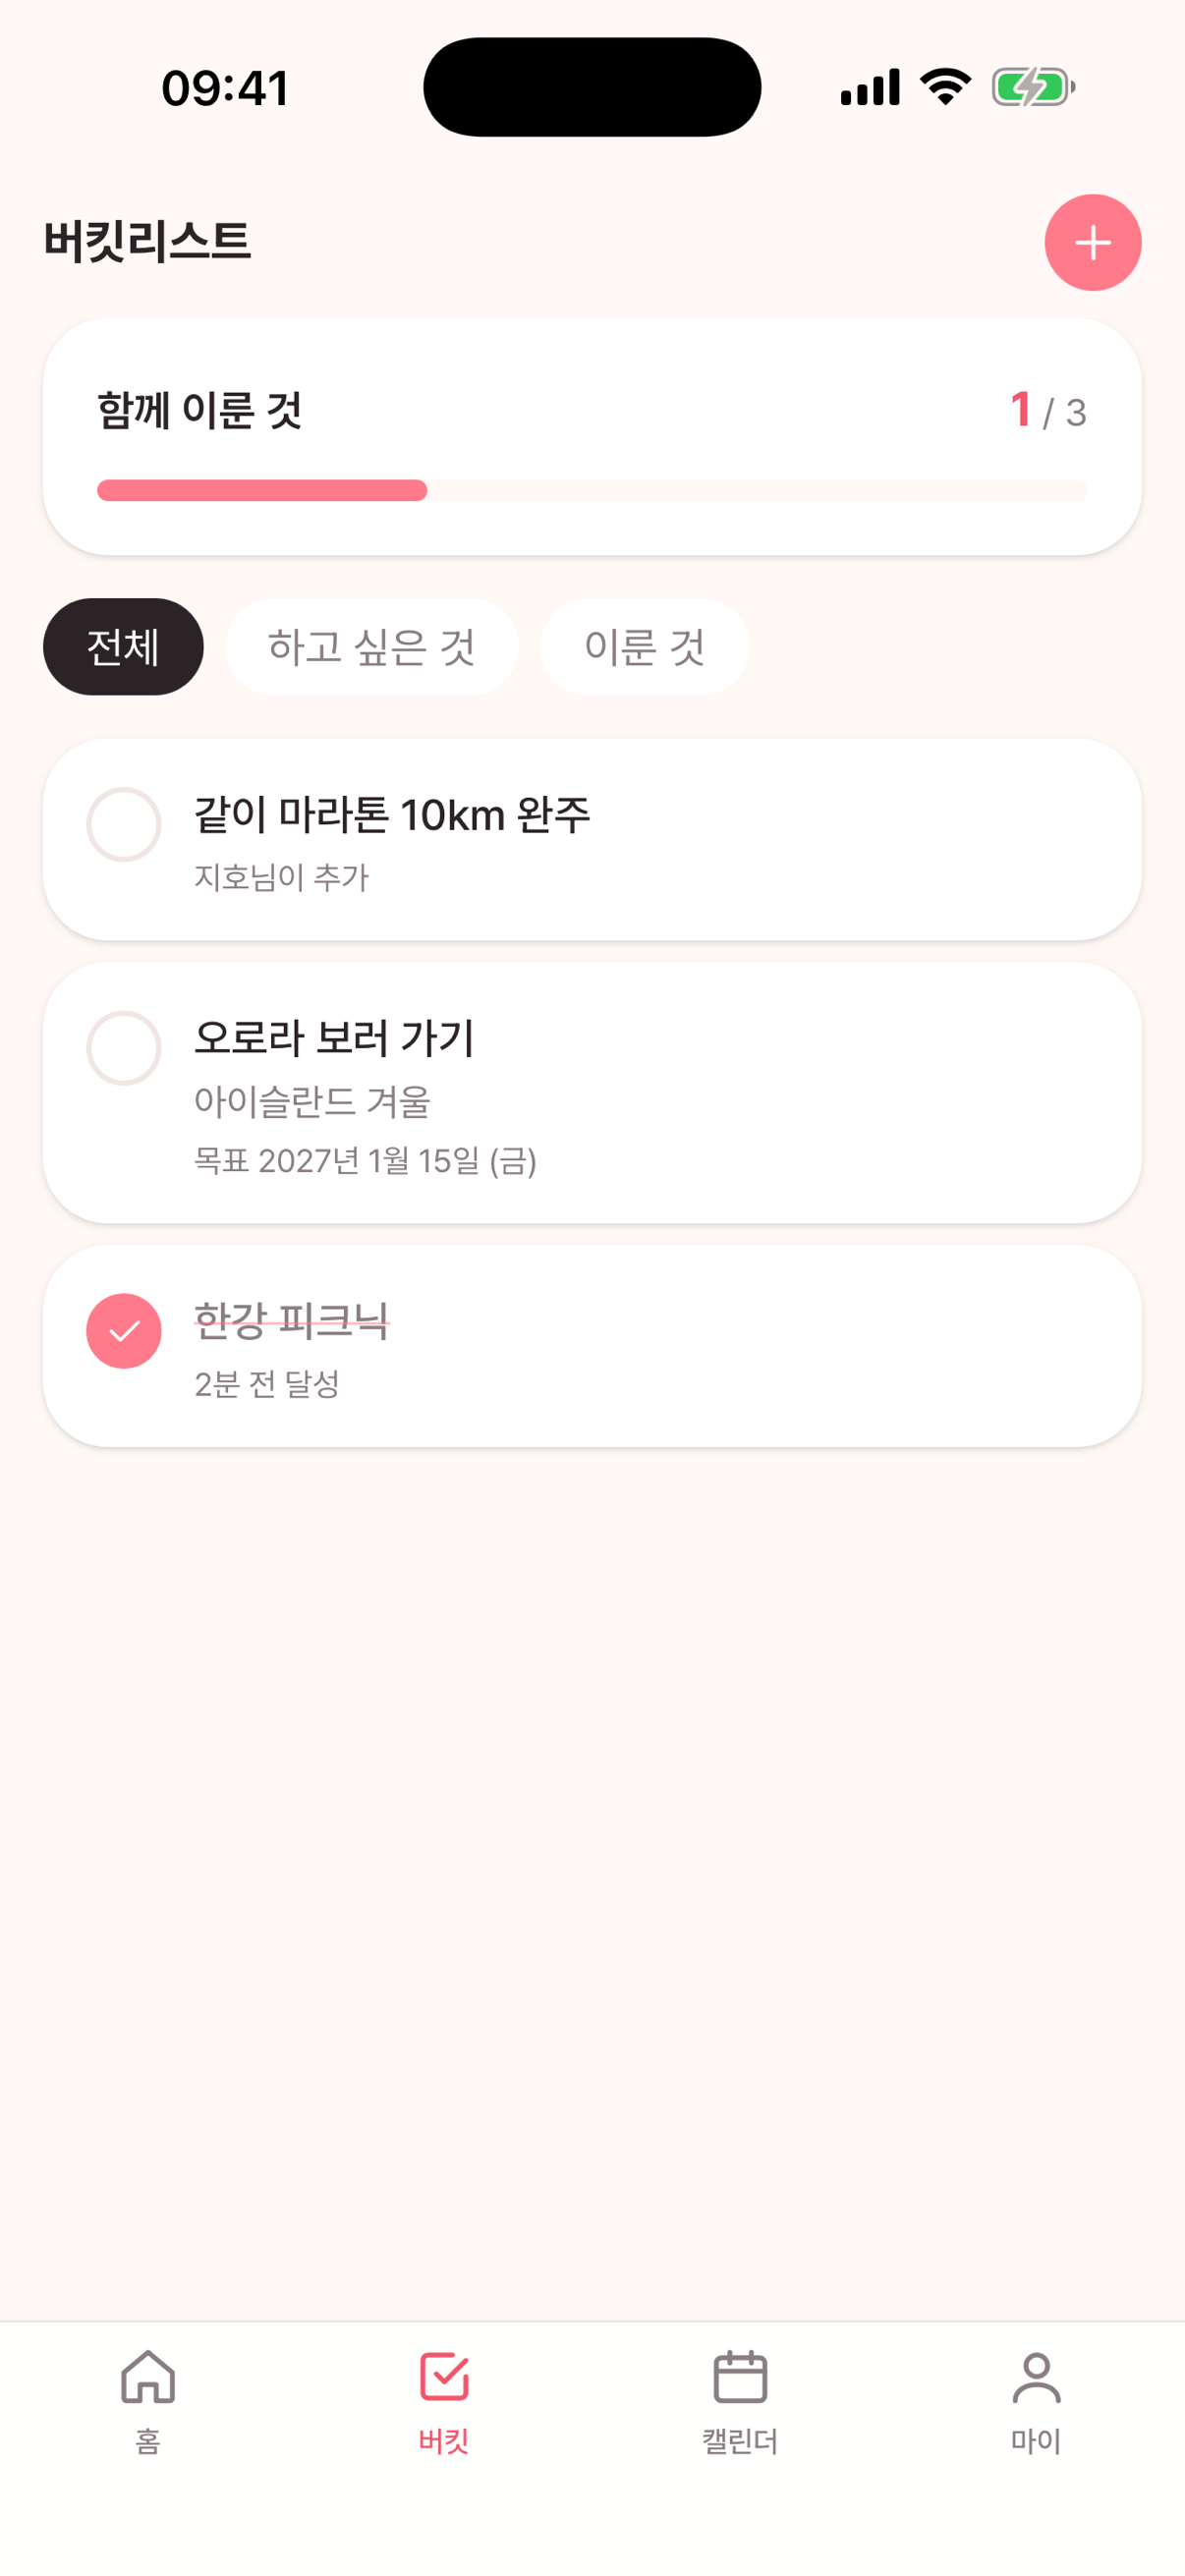 09:41
버킷리스트
함께 이룬 것
1 / 3
전체
하고 싶은 것
이룬 것
같이 마라톤 10km 완주
지호님이 추가
오로라 보러 가기
아이슬란드 겨울
목표 2027년 1월 15일 (금)
한강 피크닉
2분 전 달성
홈
버킷
캘린더
마이